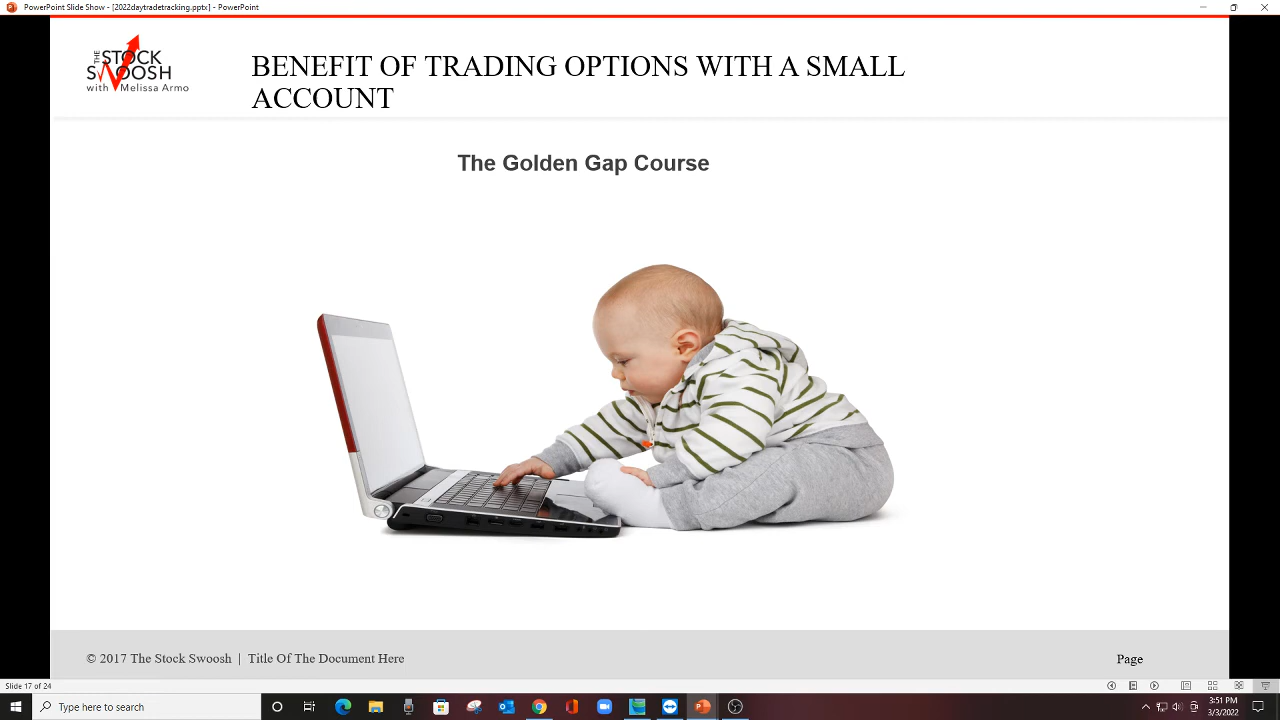 PowerPoint Slide Show - [2022daytradetracking.pptx] - PowerPoint
THE
STOCK
SWOOSH
with Melissa Armo
BENEFIT OF TRADING OPTIONS WITH A SMALL
ACCOUNT
The Golden Gap Course
© 2017 The Stock Swoosh | Title Of The Document Here
Page
Slide 17 of 24
Type here to search
3:51 PM
3/3/2022